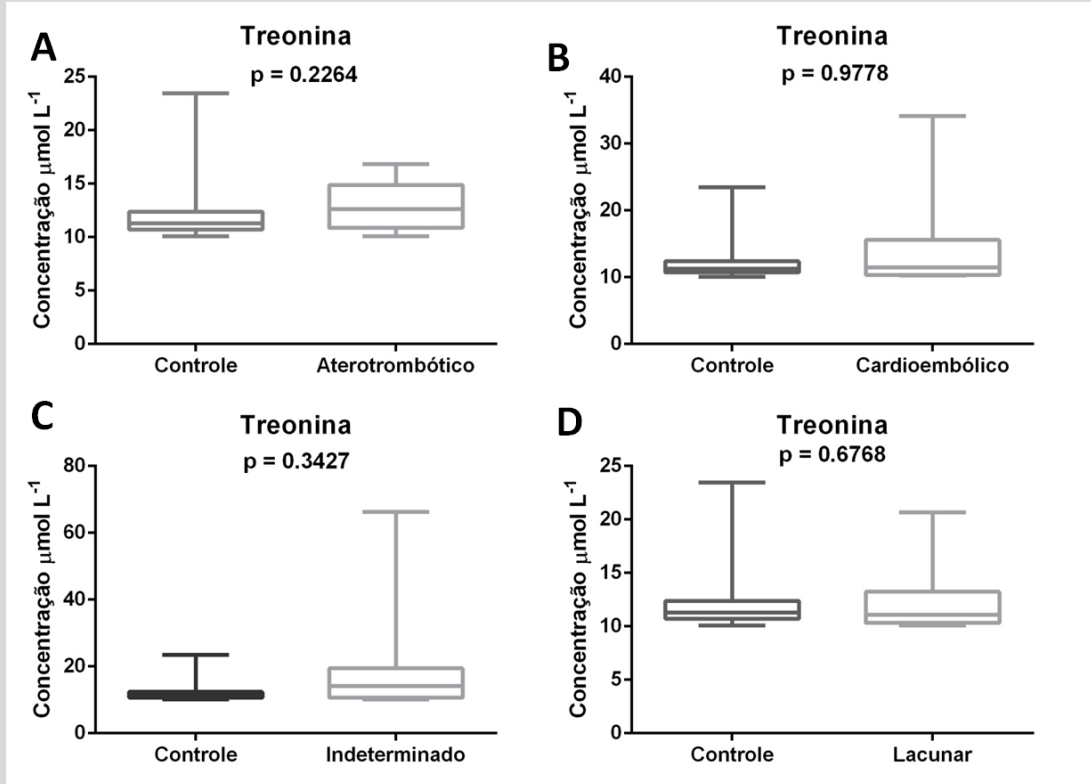 A
Treonina
p = 0.2264
Concentração μmol L⁻¹
25
20
15
10
5
0
Controle
Aterotrombótico
B
Treonina
p = 0.9778
Concentração μmol L⁻¹
40
30
20
10
0
Controle
Cardioembólico
C
Treonina
p = 0.3427
Concentração μmol L⁻¹
80
60
40
20
0
Controle
Indeterminado
D
Treonina
p = 0.6768
Concentração μmol L⁻¹
25
20
15
10
5
0
Controle
Lacunar